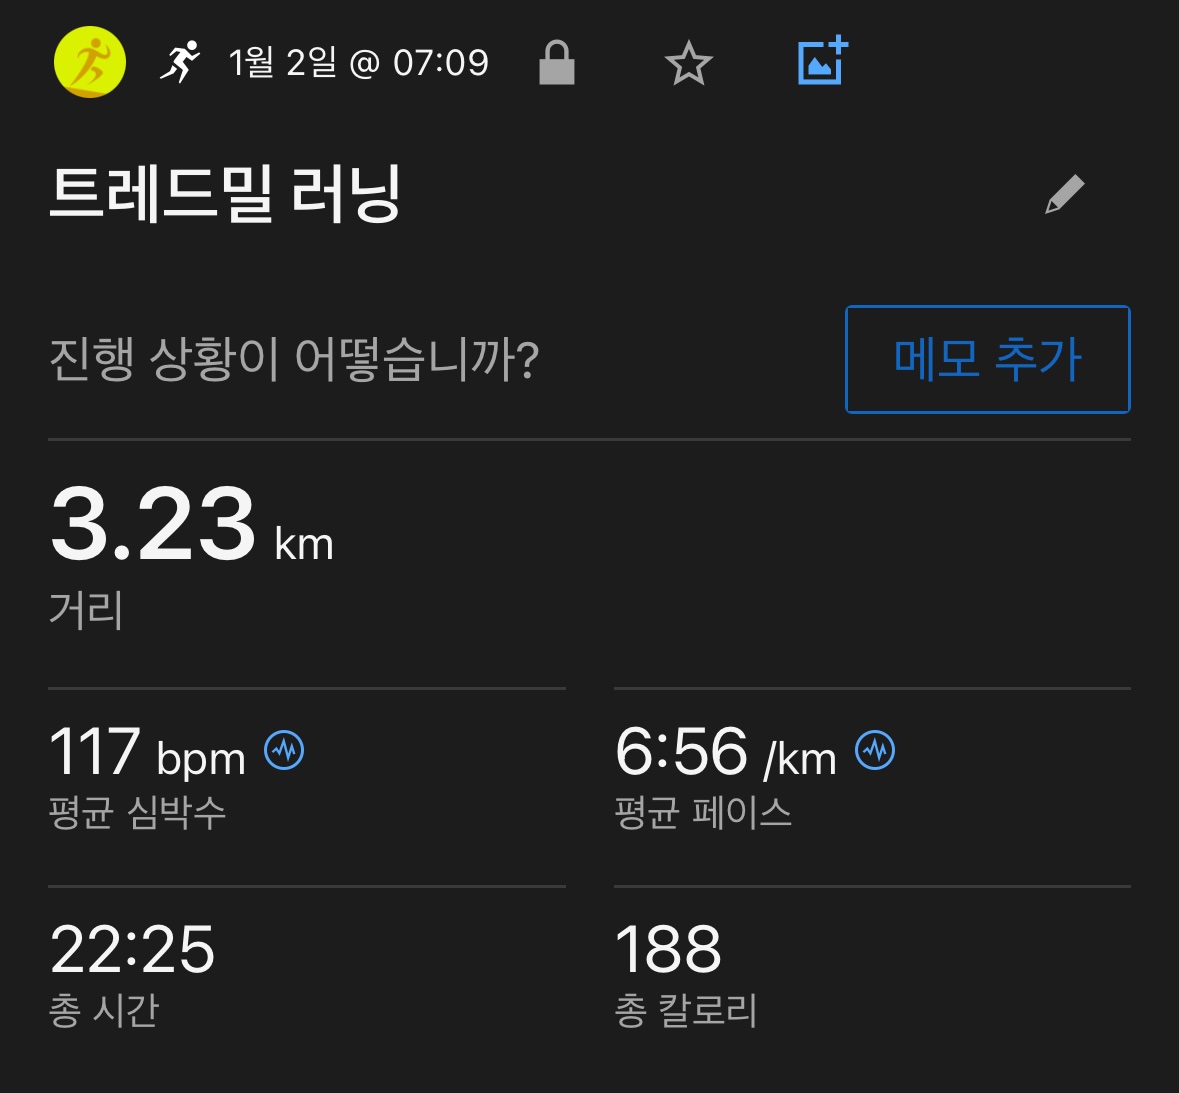 1월 2일 @ 07:09
트레드밀 러닝
진행 상황이 어떻습니까?
메모 추가
3.23 km
거리
117 bpm
평균 심박수
6:56 /km
평균 페이스
22:25
총 시간
188
총 칼로리